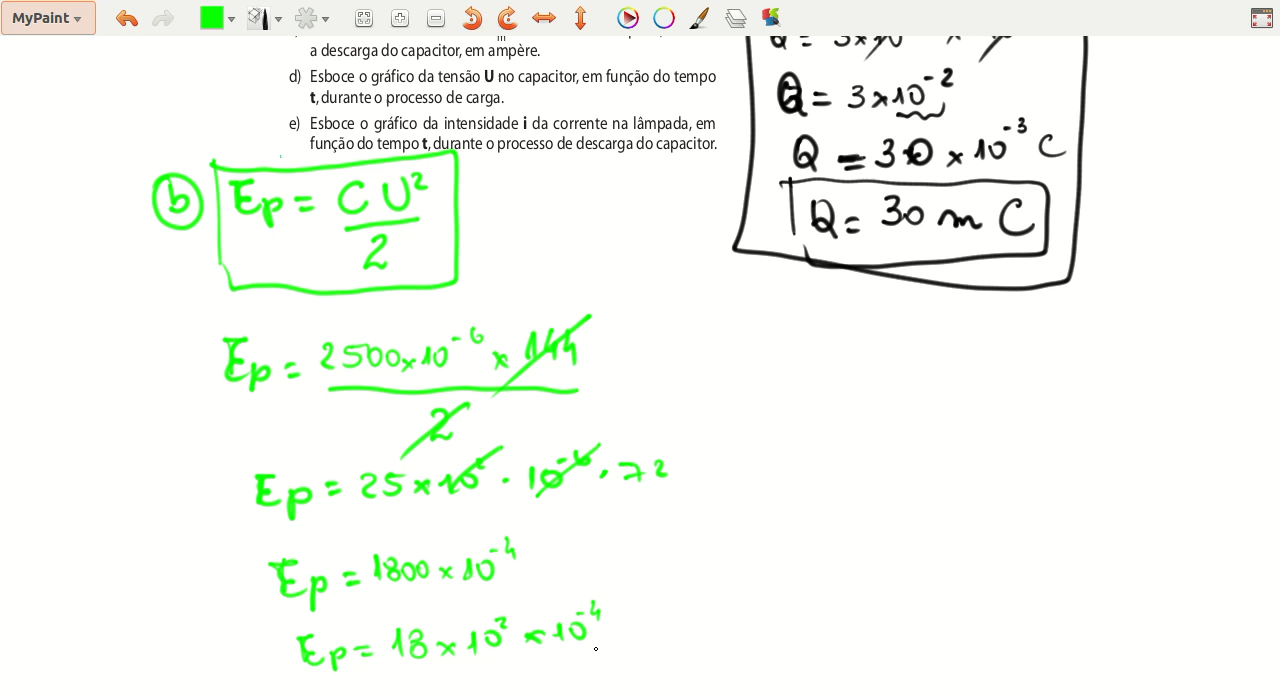 MyPaint
a descarga do capacitor, em ampère.
d) Esboce o gráfico da tensão U no capacitor, em função do tempo
t, durante o processo de carga.
e) Esboce o gráfico da intensidade i da corrente na lâmpada, em
função do tempo t, durante o processo de descarga do capacitor.
b) Ep = C U² / 2
Ep = 2500 x 10⁻⁶ x 144 / 2
Ep = 25 x 10² . 10⁻⁶ . 72
Ep = 1800 x 10⁻⁴
Ep = 18 x 10² x 10⁻⁴
Q = 3 x 10⁻²
Q = 30 x 10⁻³ C
Q = 30 m C